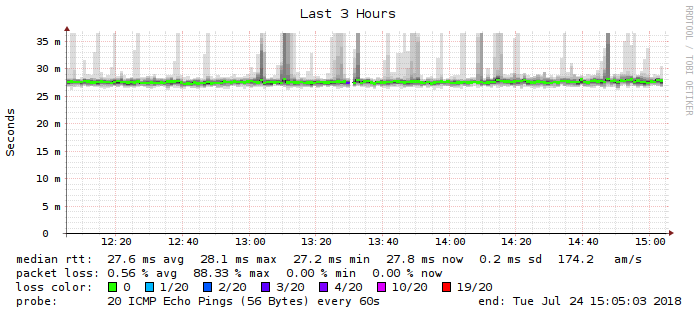 Last 3 Hours
RRDTOOL / TOBI OETIKER
Seconds
35 m
30 m
25 m
20 m
15 m
10 m
5 m
0
12:20 12:40 13:00 13:20 13:40 14:00 14:20 14:40 15:00
median rtt: 27.6 ms avg 28.1 ms max 27.2 ms min 27.8 ms now 0.2 ms sd 174.2 am/s
packet loss: 0.56 % avg 88.33 % max 0.00 % min 0.00 % now
loss color: 0 1/20 2/20 3/20 4/20 10/20 19/20
probe: 20 ICMP Echo Pings (56 Bytes) every 60s end: Tue Jul 24 15:05:03 2018